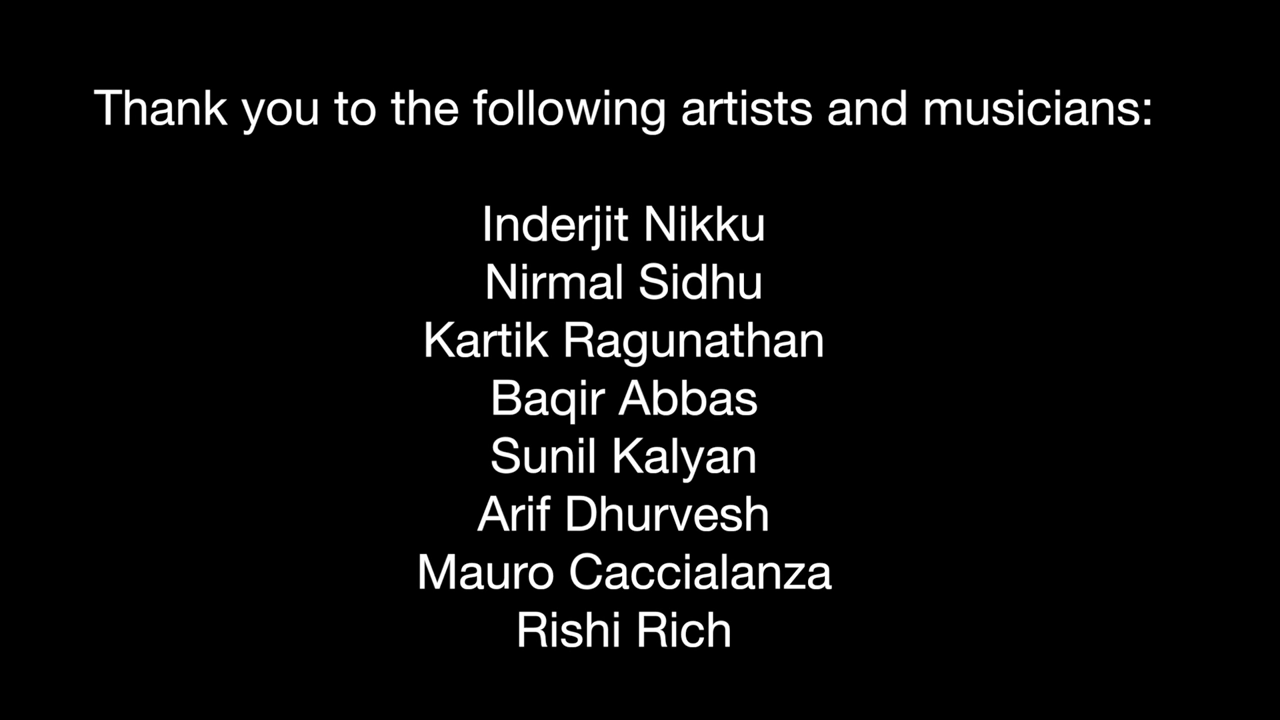 Thank you to the following artists and musicians:
Inderjit Nikku
Nirmal Sidhu
Kartik Ragunathan
Baqir Abbas
Sunil Kalyan
Arif Dhurvesh
Mauro Caccialanza
Rishi Rich